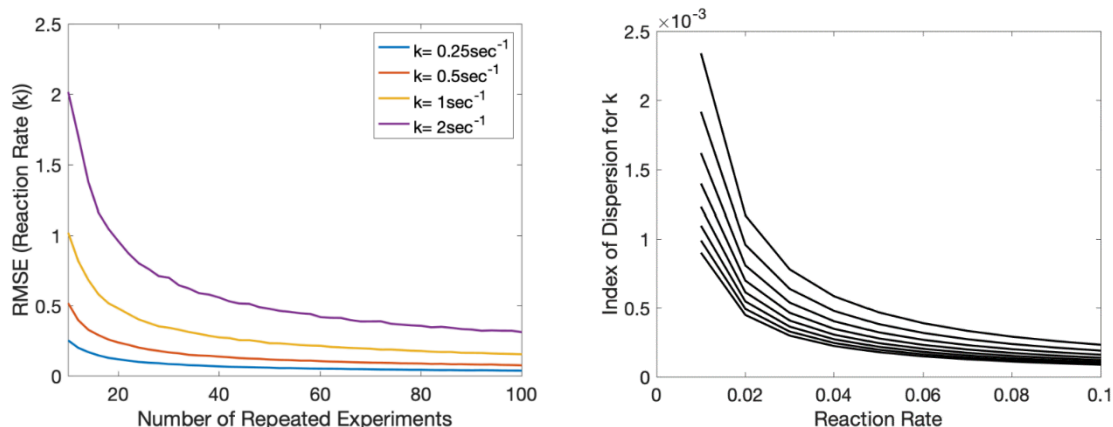 RMSE (Reaction Rate (k))
2.5
2
1.5
1
0.5
0
k= 0.25sec⁻¹
k= 0.5sec⁻¹
k= 1sec⁻¹
k= 2sec⁻¹
20 40 60 80 100
Number of Repeated Experiments
Index of Dispersion for k
×10⁻³
2.5
2
1.5
1
0.5
0
0 0.02 0.04 0.06 0.08 0.1
Reaction Rate